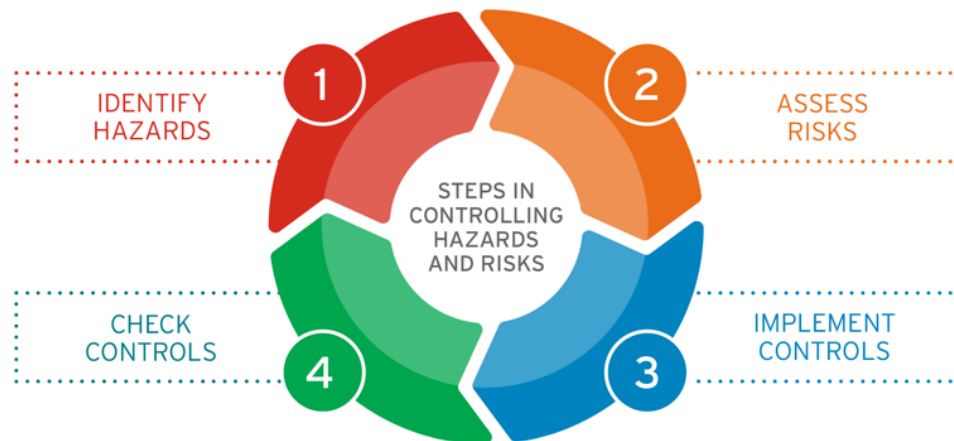 1
IDENTIFY
HAZARDS
2
ASSESS
RISKS
STEPS IN
CONTROLLING
HAZARDS
AND RISKS
3
IMPLEMENT
CONTROLS
4
CHECK
CONTROLS